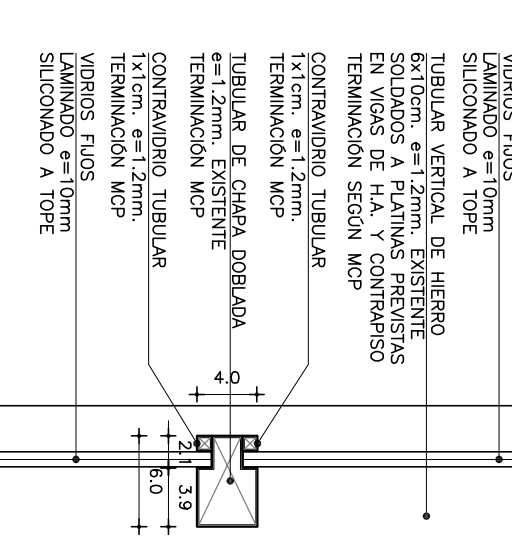 VIDRIOS FIJOS
LAMINADO e=10mm
SILICONADO A TOPE
TUBULAR VERTICAL DE HIERRO
6x10cm. e=1.2mm. EXISTENTE
SOLDADOS A PLATINAS PREVISTAS
EN VIGAS DE H.A. Y CONTRAPISO
TERMINACIÓN SEGÚN MCP
CONTRAVIDRIO TUBULAR
1x1cm. e=1.2mm.
TERMINACIÓN MCP
TUBULAR DE CHAPA DOBLADA
e=1.2mm. EXISTENTE
TERMINACIÓN MCP
CONTRAVIDRIO TUBULAR
1x1cm. e=1.2mm.
TERMINACIÓN MCP
VIDRIOS FIJOS
LAMINADO e=10mm
SILICONADO A TOPE
4.0
2.1
3.9
6.0